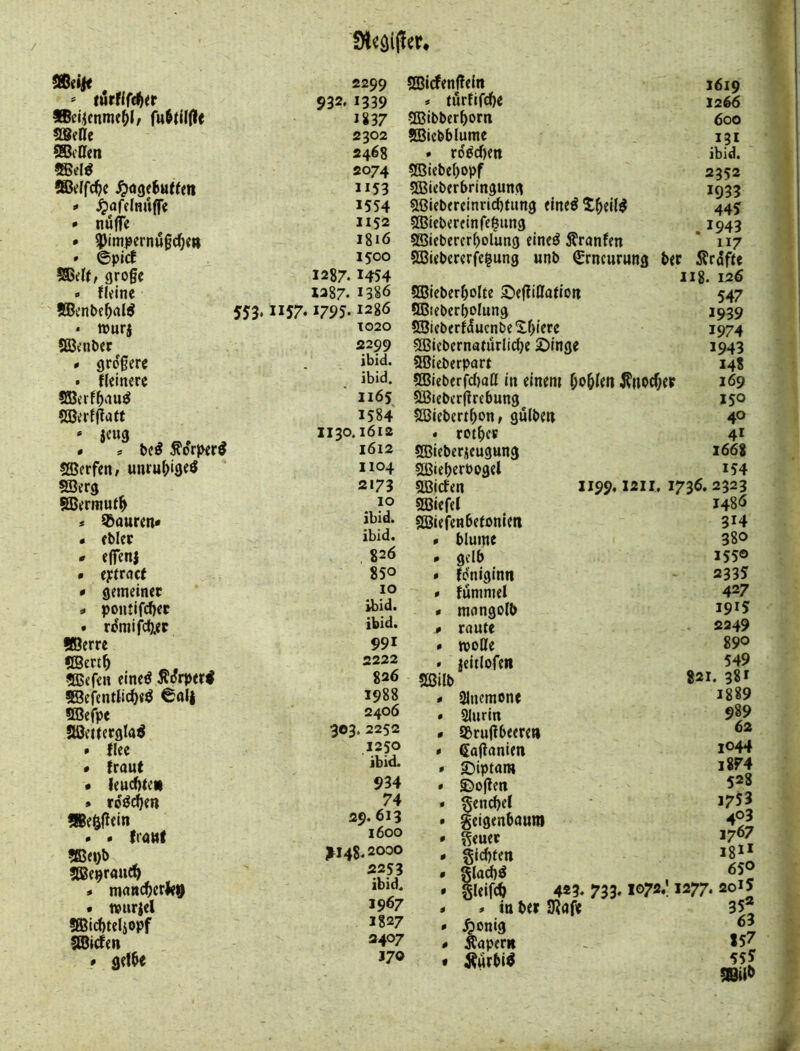 Register.
Weiße 2299
- türkischer 932. 1339
Weizenmehl, subtilste 1837
Welle 2302
Wellen 2468
Wels 2074
Welsche Hagebutten 1153
- Haselnüsse 1554
- nüsse 1152
- Pimpernüßchen 1816
- Spick 1500
Welt, große 1287. 1454
- kleine 1287. 1386
Wendehals 553. 1157. 1795. 1286
- wurz 1020
Wender 2299
- größere ibid.
- kleinere ibid.
Werkhaus 1165
Werkstatt 1584
- zeug 1130. 1612
- - des Körpers 1612
Werfen, unruhiges 1104
Werg 2173
Wermuth 10
- Bauren- ibid.
- edler ibid.
- essenz 826
- extract 850
- gemeiner 10
- pontischer ibid.
- römischer ibid.
Werre 991
Werth 2222
Wesen eines Körpers 826
Wesentliches Salz 1988
Wespe 2406
Wetterglas 303. 2252
- klee 1250
- kraut ibid.
- leuchten 934
- röschen 74
Wetzstein 29. 613
- - kraut 1600
Weyd 1148. 2000
Weyrauch 2253
- mancherley ibid.
- wurzel 1967
Wichtelzopf 1827
Wicken 2407
- gelbe 170
Wickenstein 1619
- türkische 1266
Widderhorn 600
Wiedblume 131
- röschen ibid.
Wiedehopf 2352
Wiederbringung 1933
Wiedereinrichtung eines Theils 445
Wiedereinsetzung 1943
Wiedererholung eines Kranken 117
Wiederersetzung und Erneurung der Kräfte
118. 126
Wiederholte Destillation 547
Wiederholung 1939
Wiederkäuende Thiere 1974
Wiedernatürliche Dinge 1943
Wiederpart 148
Wiederschall in einem hohlen Knocher 169
Wiederstrebung 150
Wiederthon, gülden 40
- rother 41
Wiederzeugung 1668
Wiehervogel 154
Wicken 1199. 1211. 1736. 2323
Wiesel 1486
Wiesenbetonien 314
- blume 380
- gelb 1550
- königinn 2335
- kümmel 427
- mangold 1915
- raute 2249
- wolle 890
- zeitlosen 549
Wild 821. 381
- Anemone 1889
- Aurin 989
- Brustbeeren 62
- Castanien 1044
- Diptam 1874
- Dosten 528
- Fenchel 1753
- Feigenbaum 403
- Feuer 1767
- Fichten 1811
- Flachs 650
- Fleisch 423. 733. 1072. 1277. 2015
- - in der Nase 352
- Honig 63
- Kapern 157
- Kürbis 555
Wild